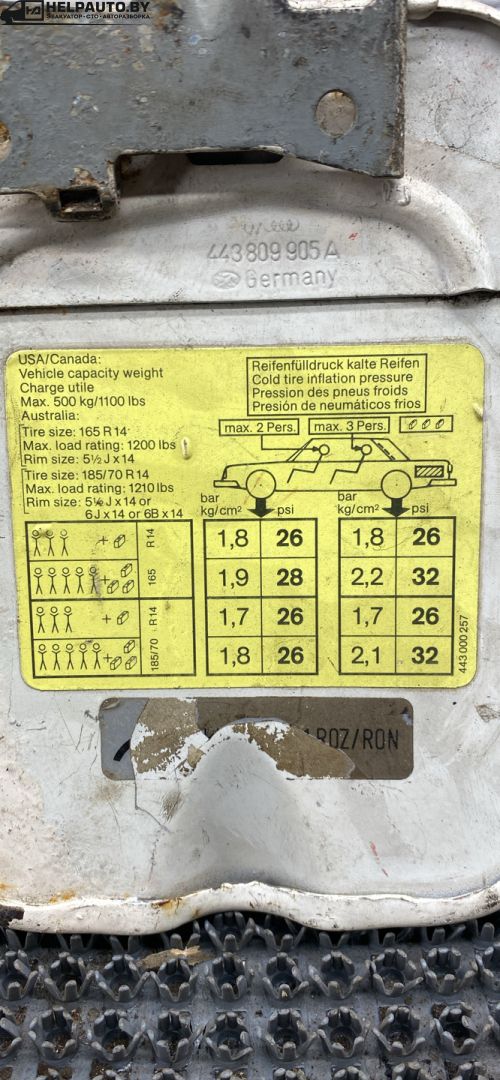 HELPAUTO.BY
ЭВАКУАТОР • СТО • АВТОРАЗБОРКА
443 809 905 A
Germany
USA/Canada:
Vehicle capacity weight
Charge utile
Max. 500 kg/1100 lbs
Australia:
Tire size: 165 R 14
Max. load rating: 1200 lbs
Rim size: 5½ J x 14
Tire size: 185/70 R 14
Max. load rating: 1210 lbs
Rim size: 5½ J x 14 or
6 J x 14 or 6B x 14
Reifenfülldruck kalte Reifen
Cold tire inflation pressure
Pression des pneus froids
Presión de neumáticos frios
max. 2 Pers.
max. 3 Pers.
bar
kg/cm² psi
bar
kg/cm² psi
165 R 14
+ 1,8 26 1,8 26
+ 1,9 28 2,2 32
185/70 R 14
+ 1,7 26 1,7 26
+ 1,8 26 2,1 32
443 000 257
ROZ/RON